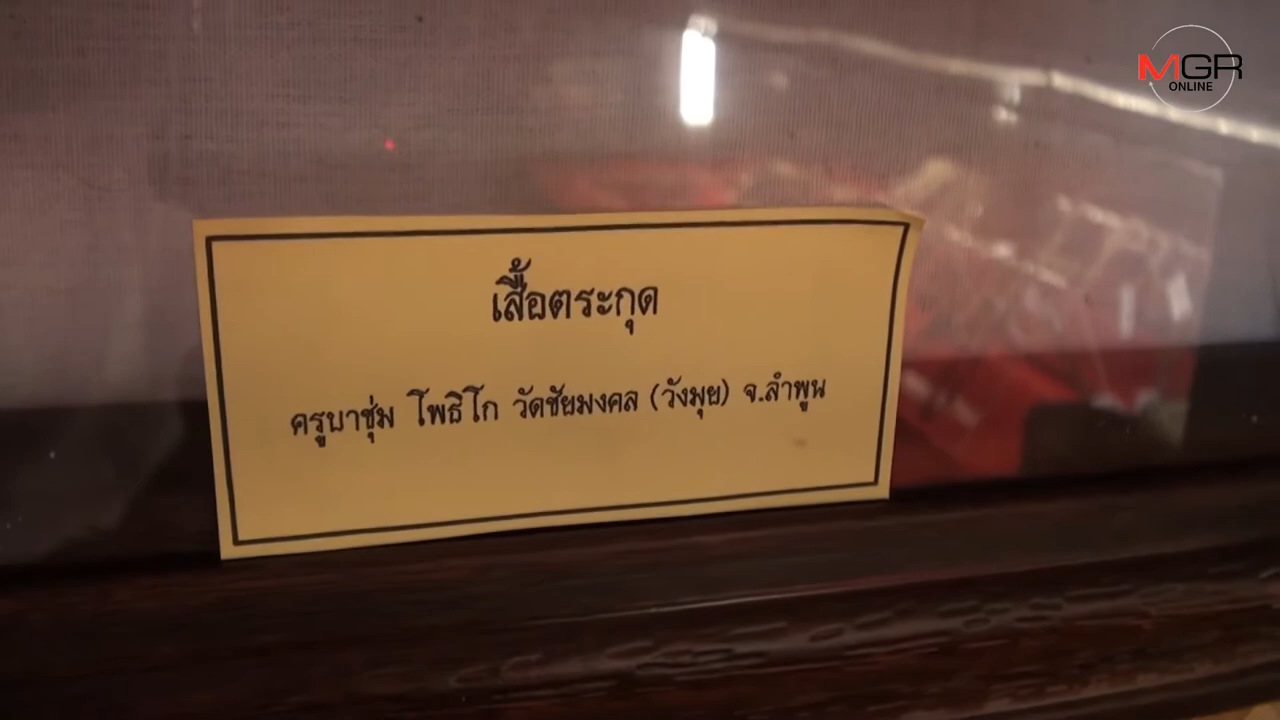 MGR
ONLINE
เสื้อตระกุด
ครูบาชุ่ม โพธิโก วัดชัยมงคล (วังมุย) จ.ลำพูน